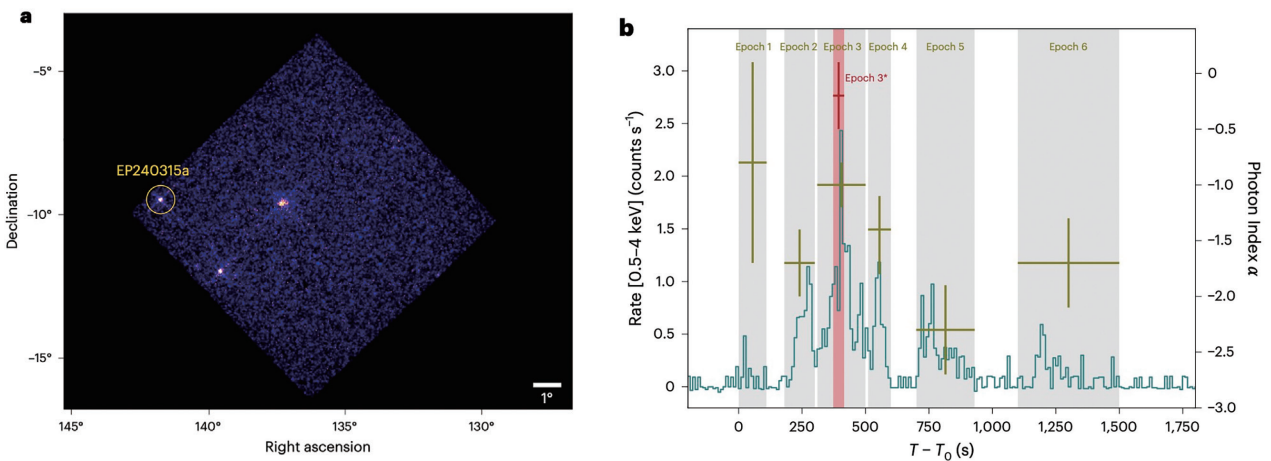 a
−5°
EP240315a
−10°
−15°
1°
145°
140°
135°
130°
Declination
Right ascension
b
Epoch 1
Epoch 2
Epoch 3
Epoch 4
Epoch 5
Epoch 6
Epoch 3*
3.0
2.5
2.0
1.5
1.0
0.5
0
Rate [0.5–4 keV] (counts s⁻¹)
0
−0.5
−1.0
−1.5
−2.0
−2.5
−3.0
Photon Index α
0
250
500
750
1,000
1,250
1,500
1,750
T − T₀ (s)